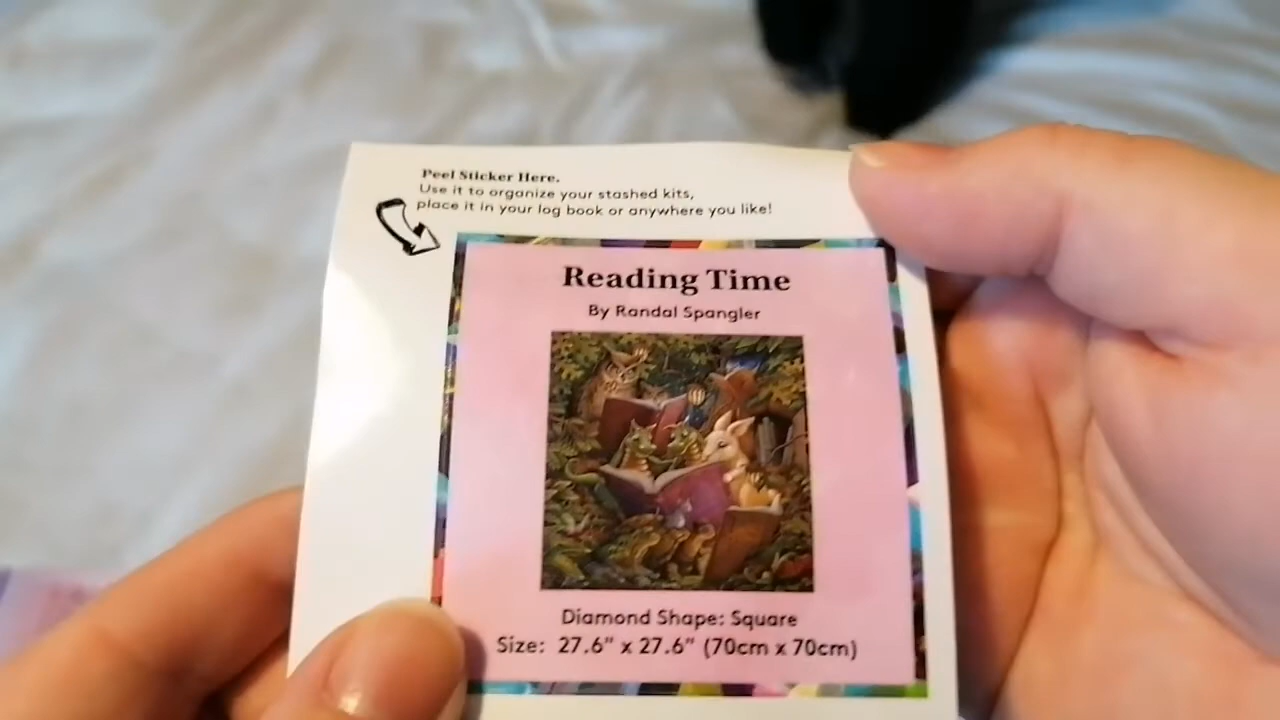 Peel Sticker Here.
Use it to organize your stashed kits,
place it in your log book or anywhere you like!
Reading Time
By Randal Spangler
Diamond Shape: Square
Size: 27.6" x 27.6" (70cm x 70cm)